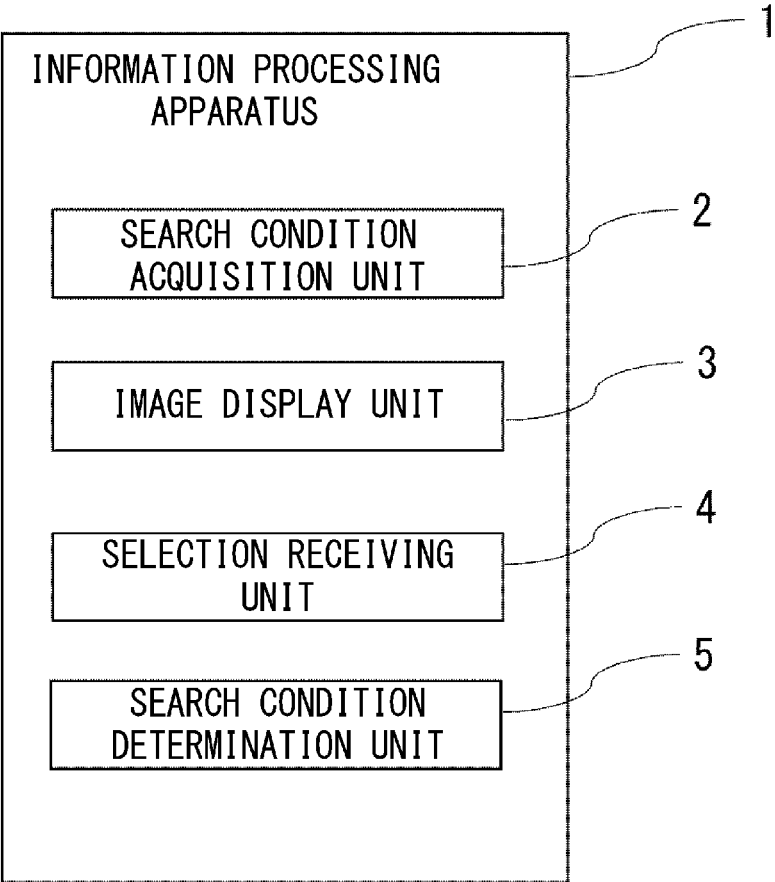 1
INFORMATION PROCESSING
APPARATUS
2
SEARCH CONDITION
ACQUISITION UNIT
3
IMAGE DISPLAY UNIT
4
SELECTION RECEIVING
UNIT
5
SEARCH CONDITION
DETERMINATION UNIT